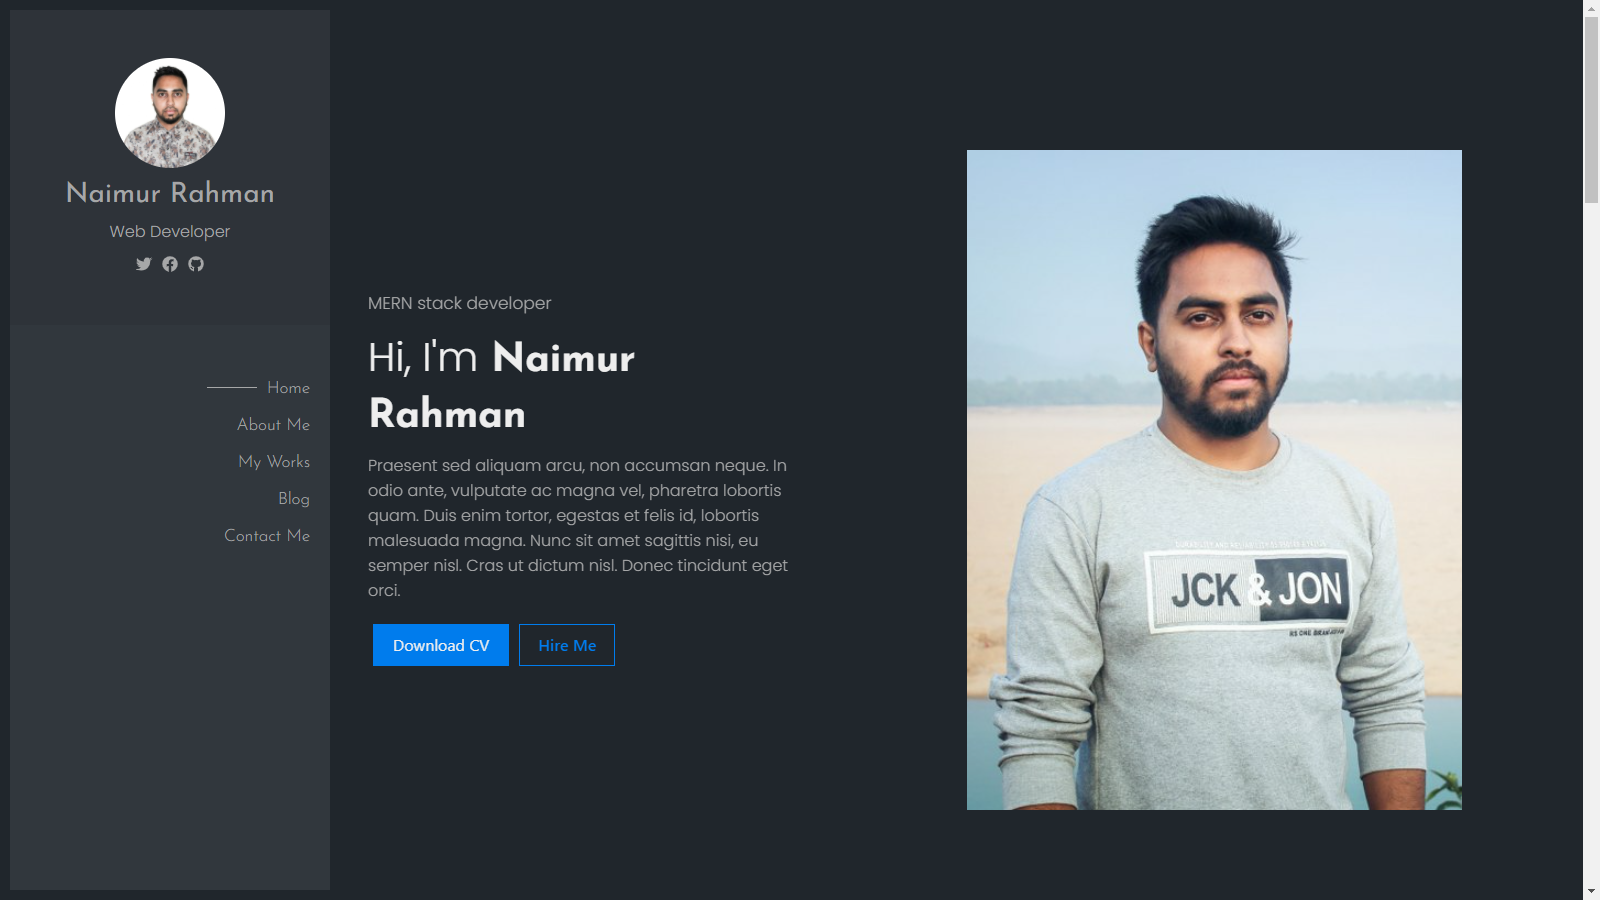 Naimur Rahman
Web Developer
Home
About Me
My Works
Blog
Contact Me
MERN stack developer
Hi, I'm Naimur
Rahman
Praesent sed aliquam arcu, non accumsan neque. In
odio ante, vulputate ac magna vel, pharetra lobortis
quam. Duis enim tortor, egestas et felis id, lobortis
malesuada magna. Nunc sit amet sagittis nisi, eu
semper nisl. Cras ut dictum nisl. Donec tincidunt eget
orci.
Download CV
Hire Me
JCK & JON